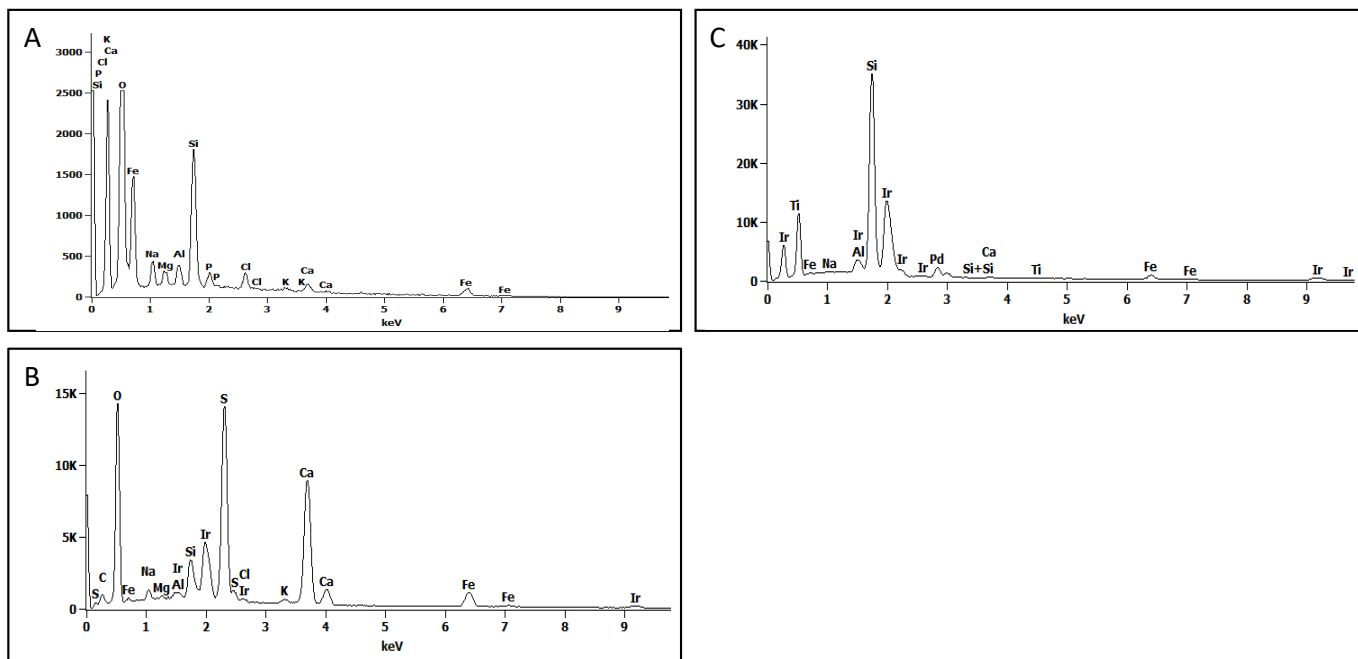 A
K
Ca
Cl
P
Si
O
Fe
Na
Mg
Al
Si
P
P
Cl
Cl
K
K
Ca
Ca
Fe
Fe
3000
2500
2000
1500
1000
500
0
0 1 2 3 4 5 6 7 8 9
keV
C
40K
30K
20K
10K
0
Ir
Ti
Fe
Na
Ir
Al
Si
Ir
Ir
Ir
Pd
Si+Si
Ca
Si
Ti
Fe
Fe
Ir
Ir
0 1 2 3 4 5 6 7 8 9
keV
B
15K
10K
5K
0
S
C
O
Fe
Na
Mg
Ir
Al
Si
Ir
S
S
Cl
Ir
K
Ca
Ca
Fe
Fe
Ir
0 1 2 3 4 5 6 7 8 9
keV